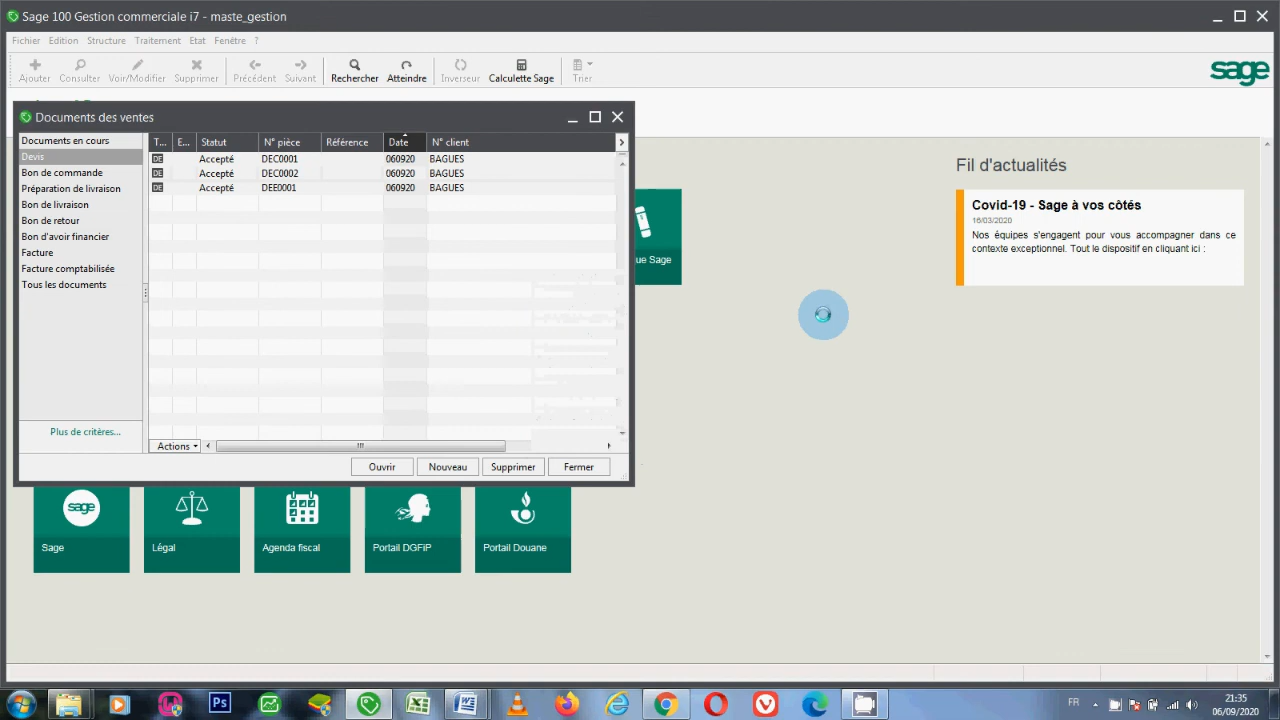 Sage 100 Gestion commerciale i7 - maste_gestion
Fichier Edition Structure Traitement Etat Fenêtre ?
Ajouter Consulter Voir/Modifier Supprimer Précédent Suivant Rechercher Atteindre Inverseur Calculette Sage Trier
sage
Documents des ventes
Documents en cours
Devis
Bon de commande
Préparation de livraison
Bon de livraison
Bon de retour
Bon d'avoir financier
Facture
Facture comptabilisée
Tous les documents
Plus de critères...
T... E... Statut N° pièce Référence Date N° client
DE Accepté DEC0001 060920 BAGUES
DE Accepté DEC0002 060920 BAGUES
DE Accepté DEE0001 060920 BAGUES
Actions
Ouvrir Nouveau Supprimer Fermer
ue Sage
Fil d'actualités
Covid-19 - Sage à vos côtés
16/03/2020
Nos équipes s'engagent pour vous accompagner dans ce
contexte exceptionnel. Tout le dispositif en cliquant ici :
sage
Sage Légal Agenda fiscal Portail DGFiP Portail Douane
Ps
FR
21:35
06/09/2020